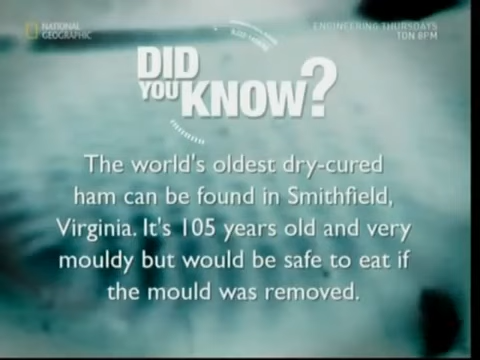 NATIONAL
GEOGRAPHIC
ENGINEERING THURSDAYS
TON 8PM
DID
YOU KNOW?
The world's oldest dry-cured
ham can be found in Smithfield,
Virginia. It's 105 years old and very
mouldy but would be safe to eat if
the mould was removed.